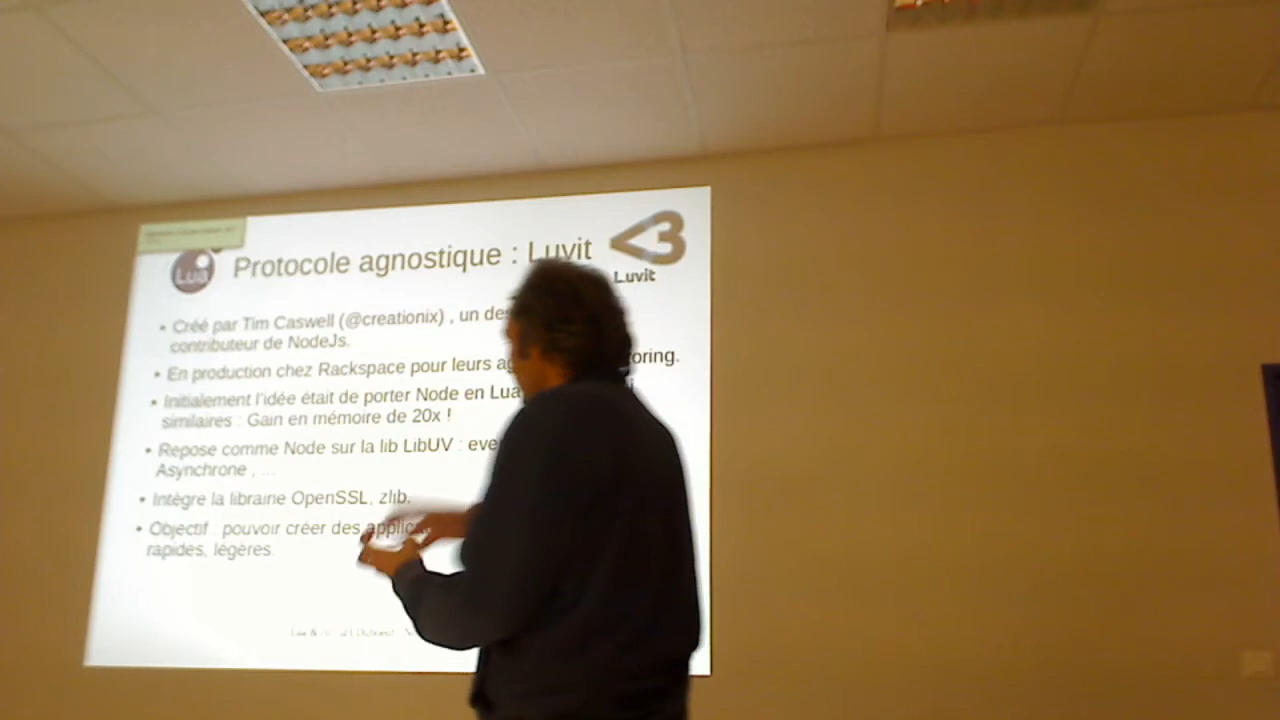 Lua
Protocole agnostique : Luvit
<3
Luvit
• Créé par Tim Caswell (@creationix) , un des
contributeur de NodeJs.
• En production chez Rackspace pour leurs ag oring.
• Initialement l'idée était de porter Node en Lua
similaires : Gain en mémoire de 20x !
• Repose comme Node sur la lib LibUV : eve
Asynchrone , ...
• Intègre la librairie OpenSSL, zlib.
• Objectif : pouvoir créer des applic
rapides, légères.